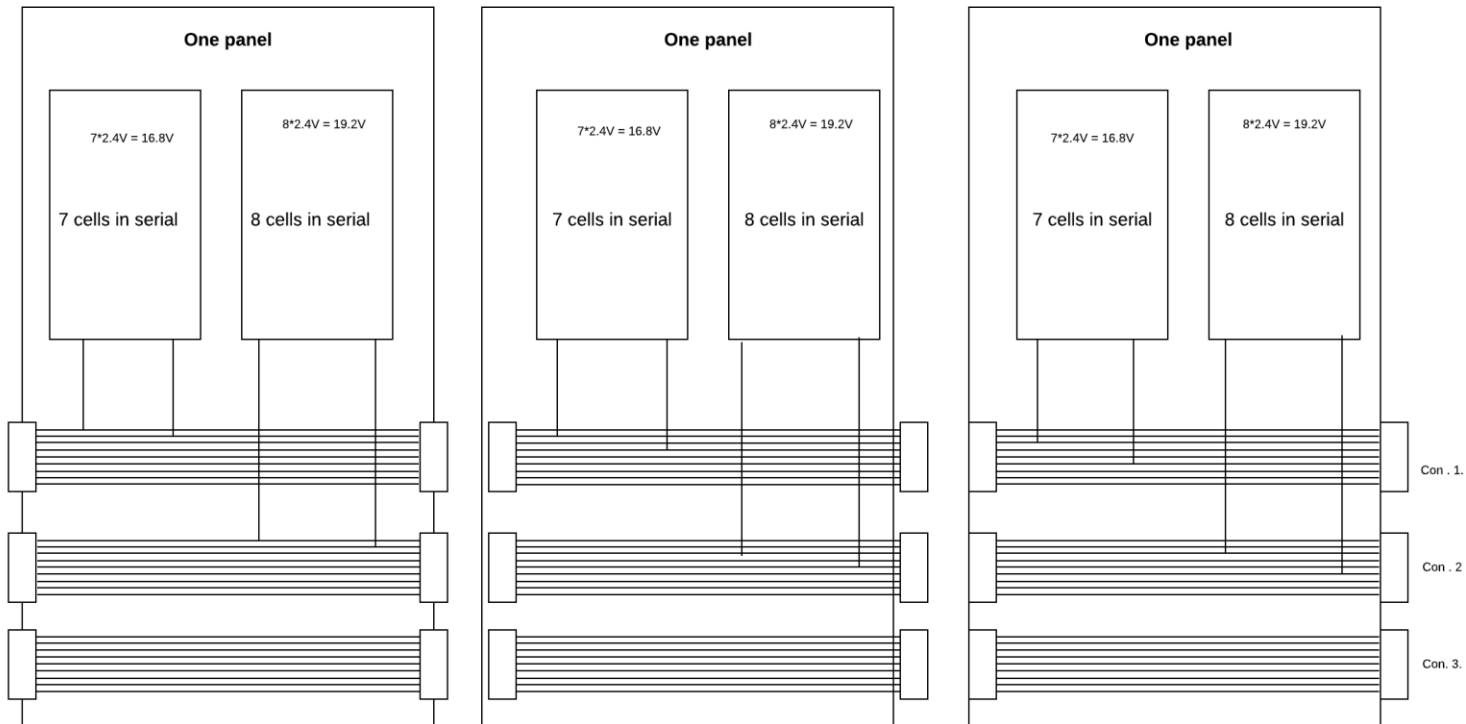 One panel
7*2.4V = 16.8V
8*2.4V = 19.2V
7 cells in serial
8 cells in serial
One panel
7*2.4V = 16.8V
8*2.4V = 19.2V
7 cells in serial
8 cells in serial
One panel
7*2.4V = 16.8V
8*2.4V = 19.2V
7 cells in serial
8 cells in serial
Con . 1.
Con . 2
Con. 3.